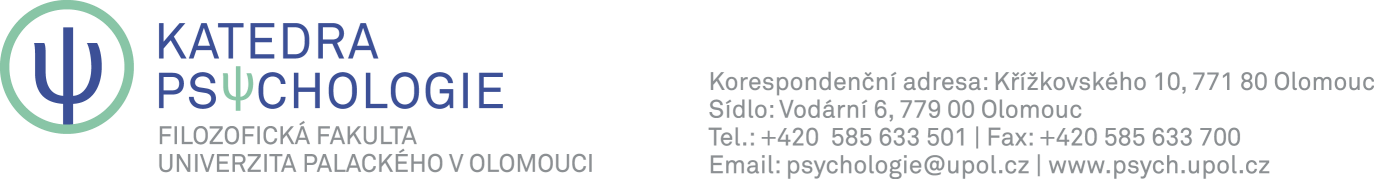 ψ
KATEDRA
PSψCHOLOGIE
FILOZOFICKÁ FAKULTA
UNIVERZITA PALACKÉHO V OLOMOUCI
Korespondenční adresa: Křížkovského 10, 771 80 Olomouc
Sídlo: Vodární 6, 779 00 Olomouc
Tel.: +420 585 633 501 | Fax: +420 585 633 700
Email: psychologie@upol.cz | www.psych.upol.cz